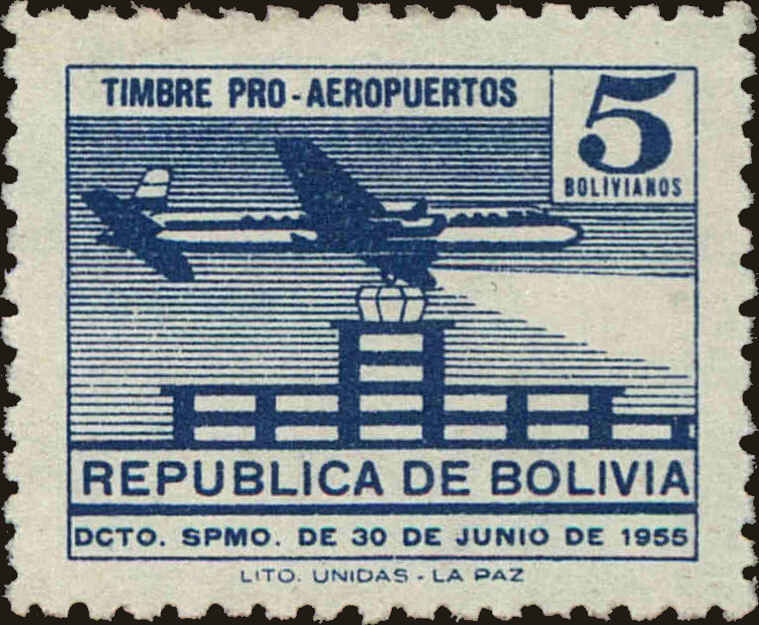 TIMBRE PRO-AEROPUERTOS
5
BOLIVIANOS
REPUBLICA DE BOLIVIA
DCTO. SPMO. DE 30 DE JUNIO DE 1955
LITO. UNIDAS - LA PAZ